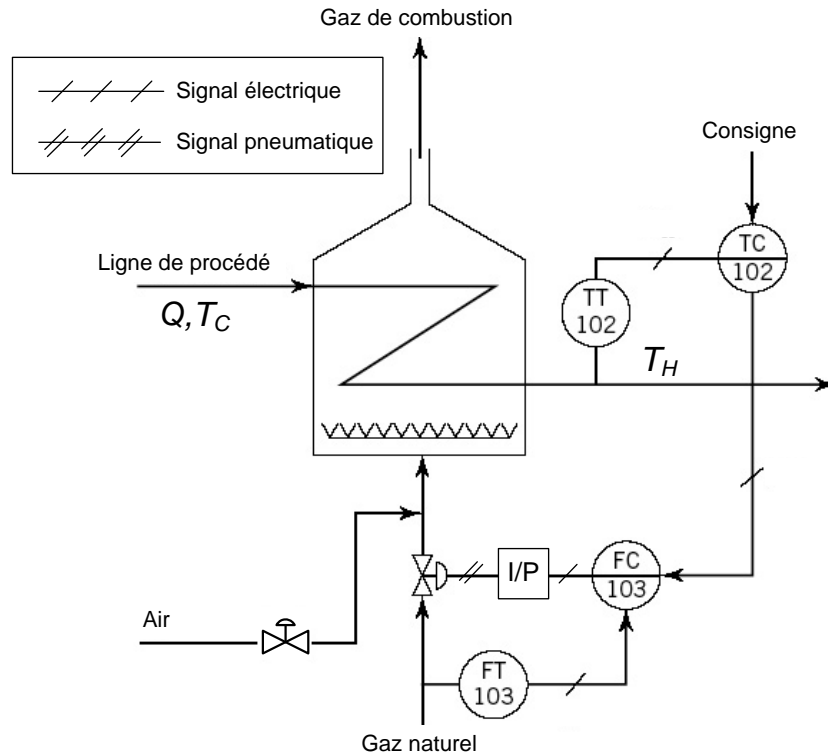 Gaz de combustion
Signal électrique
Signal pneumatique
Consigne
TC
102
Ligne de procédé
Q,TC
TT
102
TH
I/P
FC
103
Air
FT
103
Gaz naturel